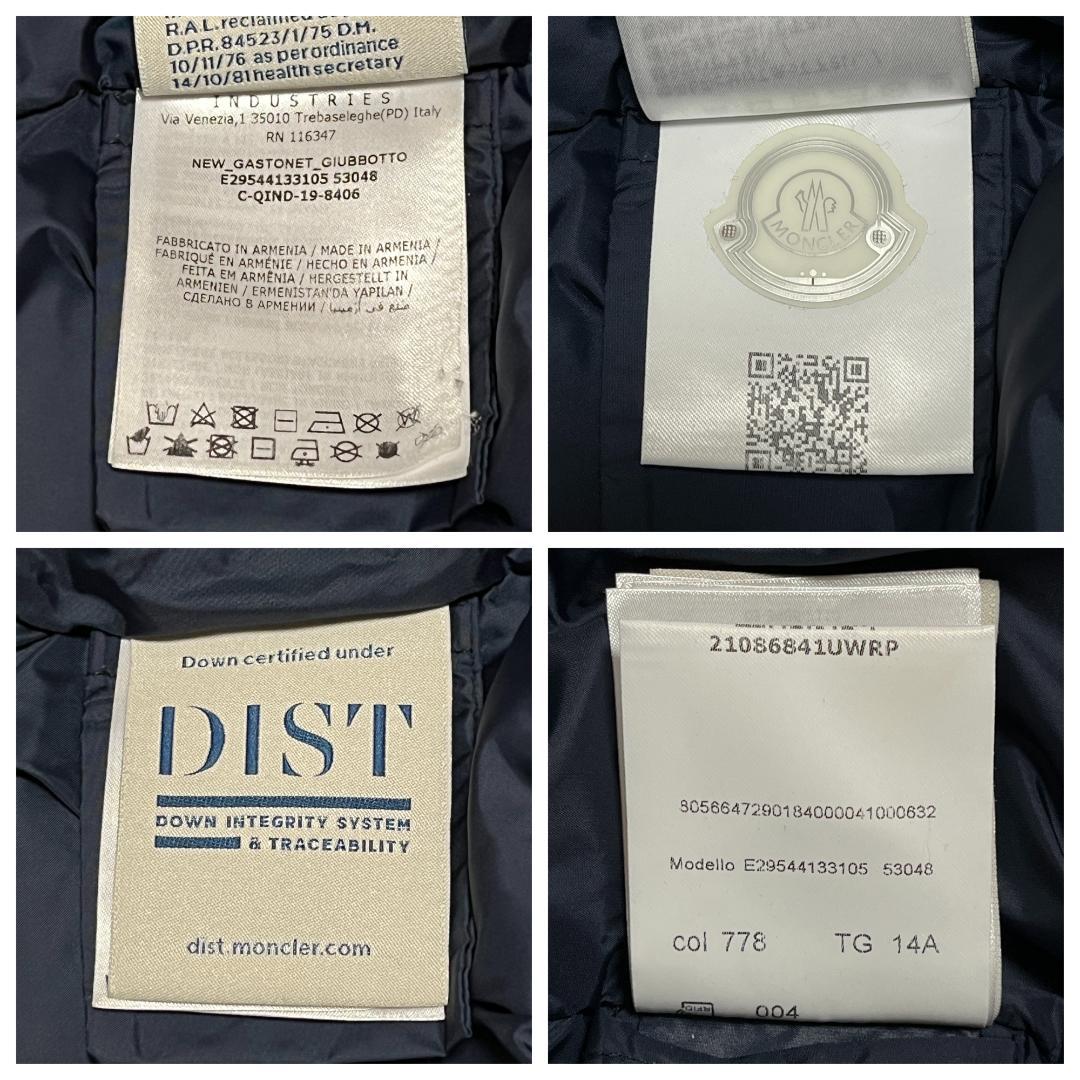 R.A.L. reclaimed
D.P.R. 84523/1/75 D.M.
10/11/76 as per ordinance
14/10/81 health secretary
INDUSTRIES
Via Venezia,1 35010 Trebaseleghe(PD) Italy
RN 116347
NEW_GASTONET_GIUBBOTTO
E29544133105 53048
C-QIND-19-8406
FABBRICATO IN ARMENIA / MADE IN ARMENIA /
FABRIQUÉ EN ARMÉNIE / HECHO EN ARMENIA /
FEITA EM ARMÊNIA / HERGESTELLT IN
ARMENIEN / ERMENISTAN'DA YAPILAN /
СДЕЛАНО В АРМЕНИИ / صنع في أرمينيا
MONCLER
Down certified under
DIST
DOWN INTEGRITY SYSTEM
& TRACEABILITY
dist.moncler.com
21086841UWRP
8056647290184000041000632
Modello E29544133105 53048
col 778 TG 14A
RFID 004